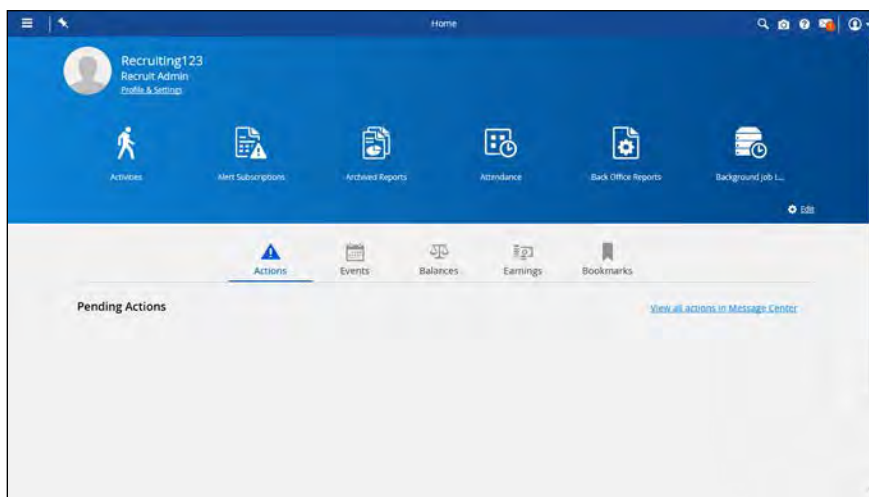 Home
Recruiting123
Recruit Admin
Profile & Settings
Activities
Alert Subscriptions
Archived Reports
Attendance
Back Office Reports
Background Job L...
Edit
Actions
Events
Balances
Earnings
Bookmarks
Pending Actions
View all actions in Message Center